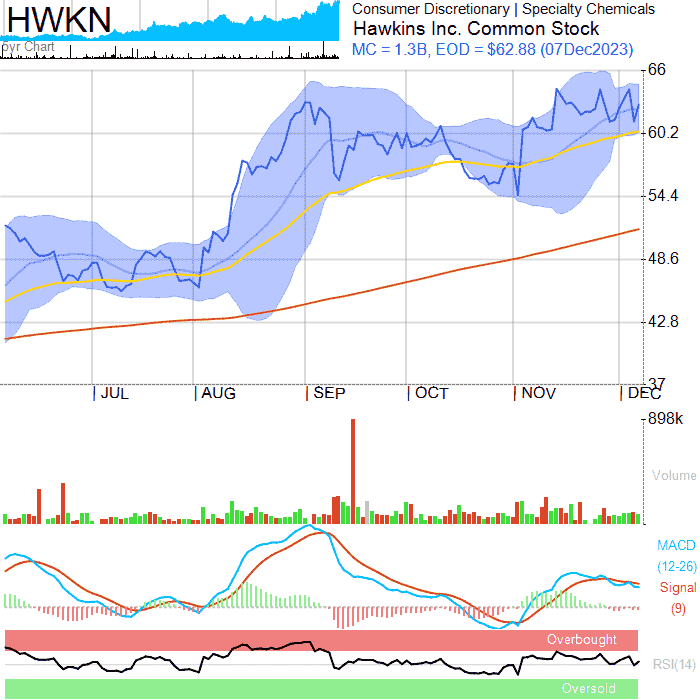 HWKN
5yr Chart
Consumer Discretionary | Specialty Chemicals
Hawkins Inc. Common Stock
MC = 1.3B, EOD = $62.88 (07Dec2023)
66
60.2
54.4
48.6
42.8
37
JUL AUG SEP OCT NOV DEC
898k
Volume
MACD
(12-26)
Signal
(9)
Overbought
RSI(14)
Oversold